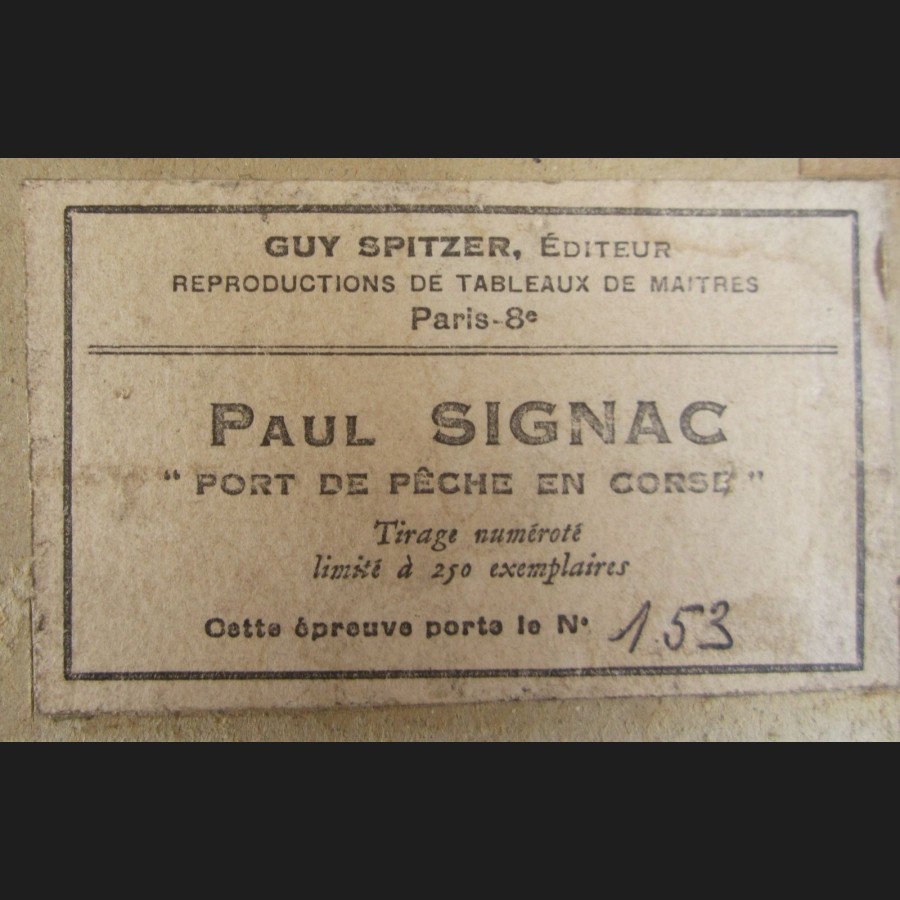 GUY SPITZER, ÉDITEUR
REPRODUCTIONS DE TABLEAUX DE MAITRES
Paris-8e
PAUL SIGNAC
“ PORT DE PÊCHE EN CORSE ”
Tirage numéroté
limité à 250 exemplaires
Cette épreuve porte le N° 153